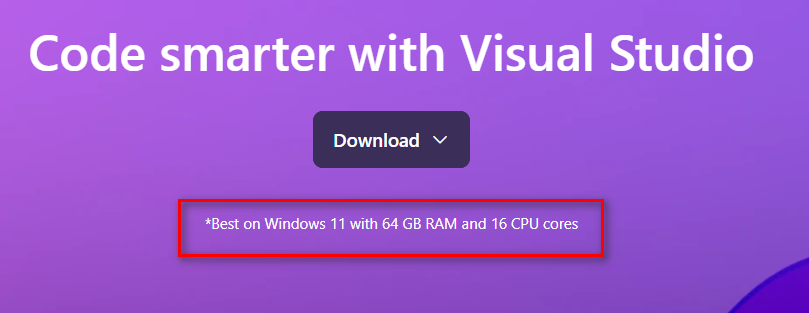 Code smarter with Visual Studio
Download
*Best on Windows 11 with 64 GB RAM and 16 CPU cores